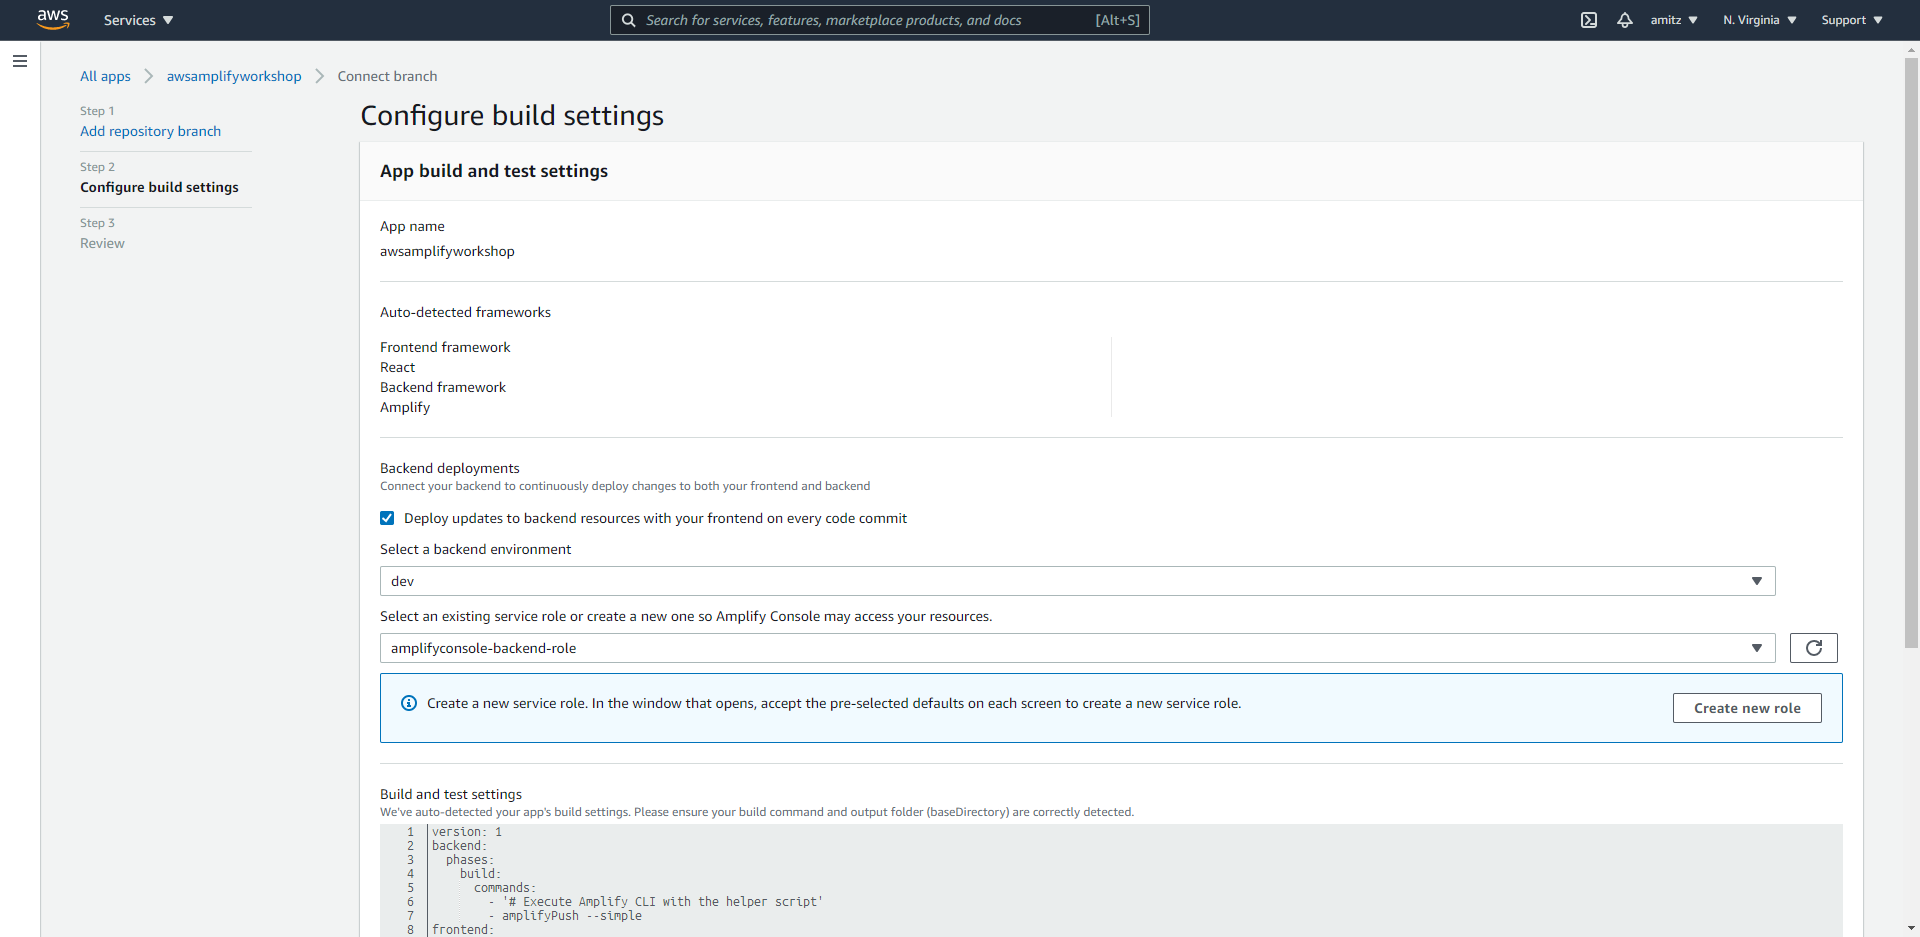 aws Services Search for services, features, marketplace products, and docs [Alt+S] amitz N. Virginia Support
All apps awsamplifyworkshop Connect branch
Step 1
Add repository branch
Step 2
Configure build settings
Step 3
Review
Configure build settings
App build and test settings
App name
awsamplifyworkshop
Auto-detected frameworks
Frontend framework
React
Backend framework
Amplify
Backend deployments
Connect your backend to continuously deploy changes to both your frontend and backend
Deploy updates to backend resources with your frontend on every code commit
Select a backend environment
dev
Select an existing service role or create a new one so Amplify Console may access your resources.
amplifyconsole-backend-role
Create a new service role. In the window that opens, accept the pre-selected defaults on each screen to create a new service role. Create new role
Build and test settings
We've auto-detected your app's build settings. Please ensure your build command and output folder (baseDirectory) are correctly detected.
1 version: 1
2 backend:
3 phases:
4 build:
5 commands:
6 - '# Execute Amplify CLI with the helper script'
7 - amplifyPush --simple
8 frontend: